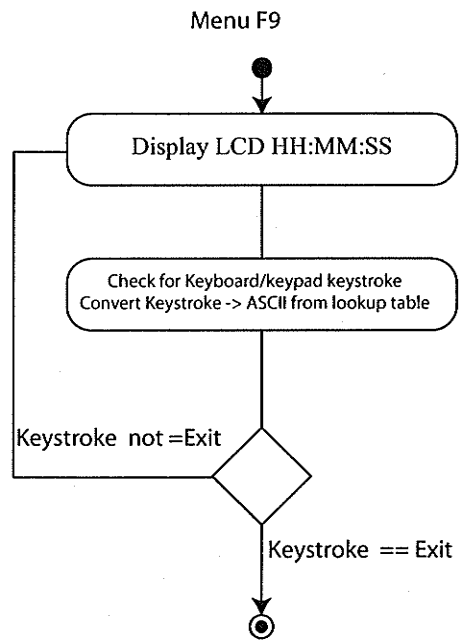 Menu F9
Display LCD HH:MM:SS
Check for Keyboard/keypad keystroke
Convert Keystroke -> ASCII from lookup table
Keystroke not =Exit
Keystroke == Exit